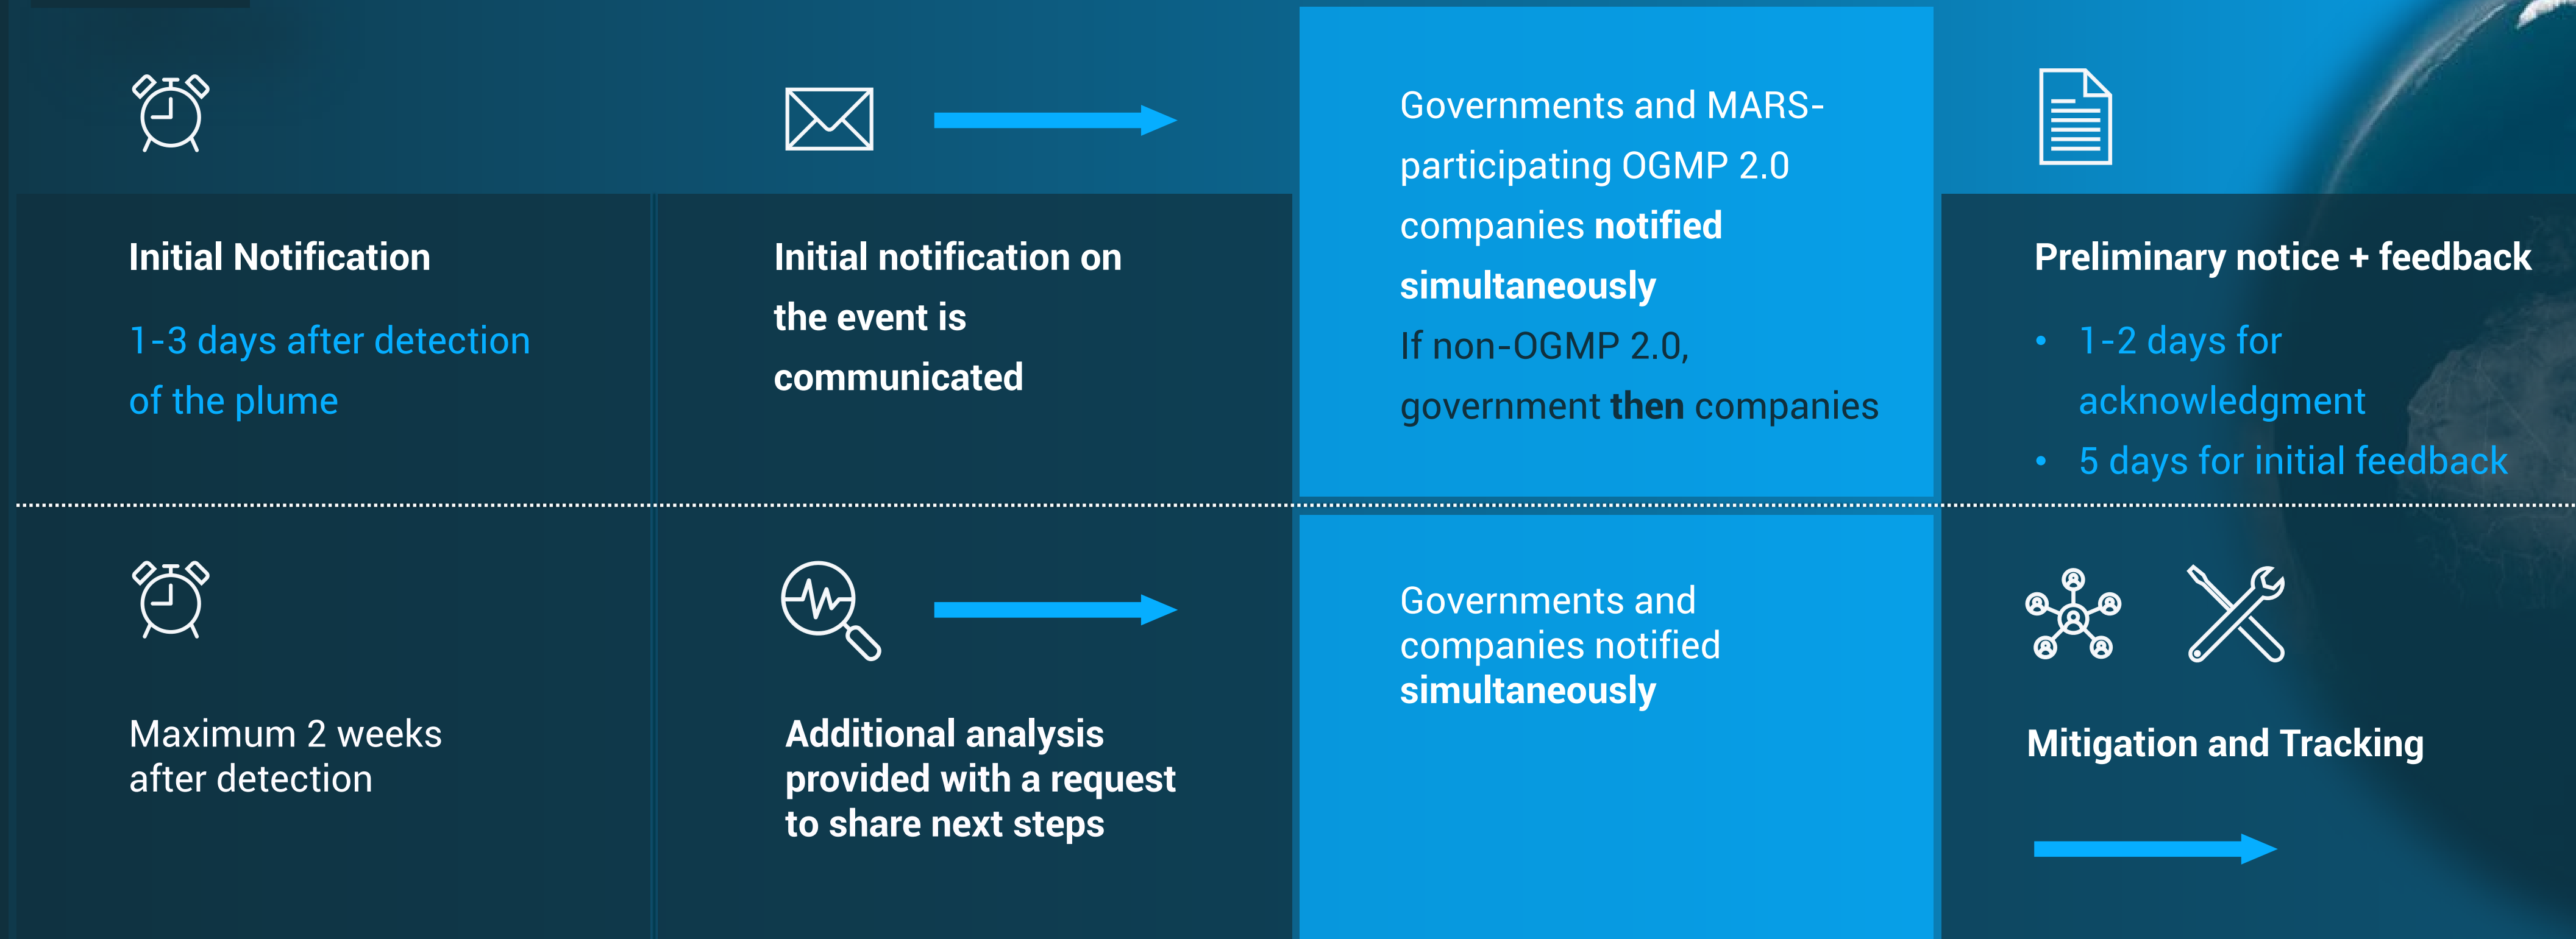 Initial Notification
1-3 days after detection
of the plume
Initial notification on
the event is
communicated
Governments and MARS-
participating OGMP 2.0
companies notified
simultaneously
If non-OGMP 2.0,
government then companies
Preliminary notice + feedback
• 1-2 days for
acknowledgment
• 5 days for initial feedback
Maximum 2 weeks
after detection
Additional analysis
provided with a request
to share next steps
Governments and
companies notified
simultaneously
Mitigation and Tracking